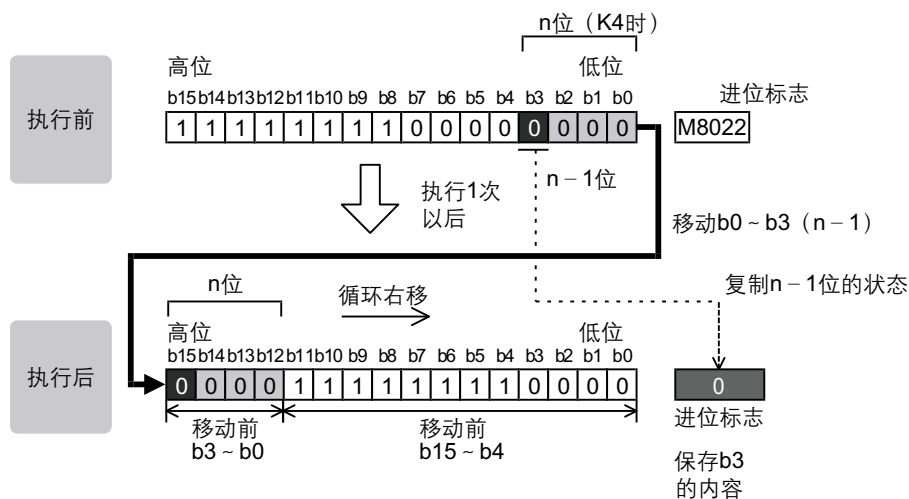 n位（K4时）
高位
低位
b15 b14 b13 b12 b11 b10 b9 b8 b7 b6 b5 b4 b3 b2 b1 b0
进位标志
执行前
1 1 1 1 1 1 1 1 0 0 0 0 0 0 0 0
M8022
n－1位
执行1次
以后
移动b0～b3（n－1）
复制n－1位的状态
n位
循环右移
高位
低位
b15 b14 b13 b12 b11 b10 b9 b8 b7 b6 b5 b4 b3 b2 b1 b0
执行后
0 0 0 0 1 1 1 1 1 1 1 1 0 0 0 0
0
进位标志
移动前
b3～b0
移动前
b15～b4
保存b3
的内容